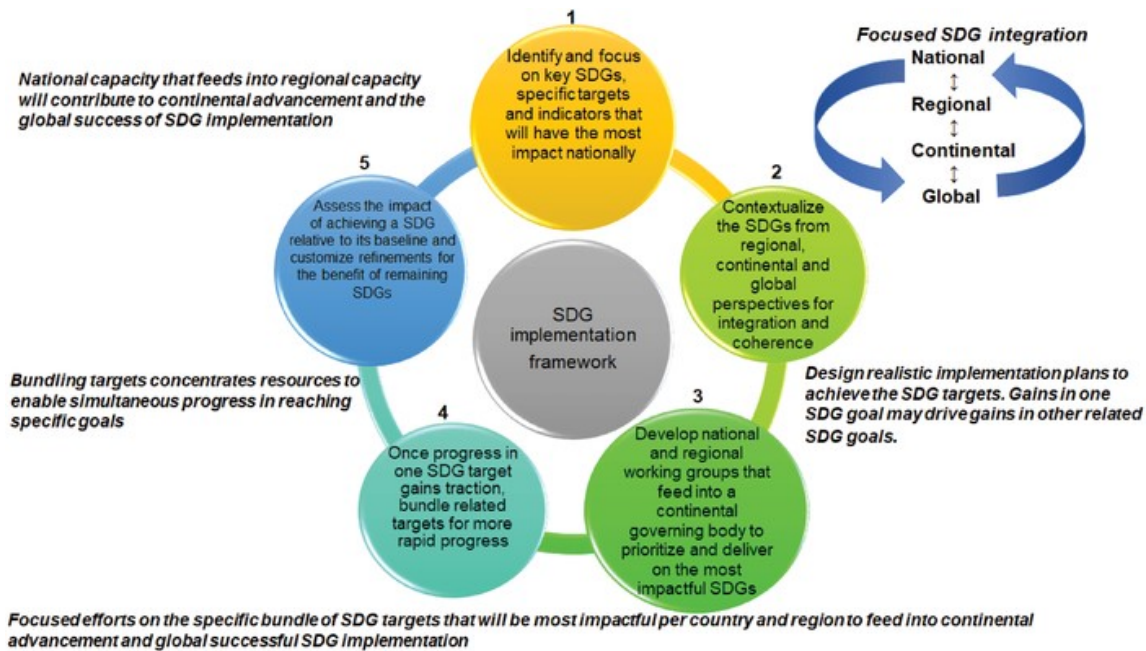 1
Identify and focus
on key SDGs,
specific targets
and indicators that
will have the most
impact nationally
Focused SDG integration
National
↕
Regional
↕
Continental
↕
Global
National capacity that feeds into regional capacity
will contribute to continental advancement and the
global success of SDG implementation
2
Contextualize
the SDGs from
regional,
continental and
global
perspectives for
integration and
coherence
5
Assess the impact
of achieving a SDG
relative to its
baseline and
customize refinements for
the benefit of remaining
SDGs
SDG
implementation
framework
Design realistic implementation plans to
achieve the SDG targets. Gains in one
SDG goal may drive gains in other related
SDG goals.
Bundling targets concentrates resources to
enable simultaneous progress in reaching
specific goals
3
Develop national
and regional
working groups that
feed into a
continental
governing body to
prioritize and deliver
on the most
impactful SDGs
4
Once progress in
one SDG target
gains traction,
bundle related
targets for more
rapid progress
Focused efforts on the specific bundle of SDG targets that will be most impactful per country and region to feed into continental
advancement and global successful SDG implementation